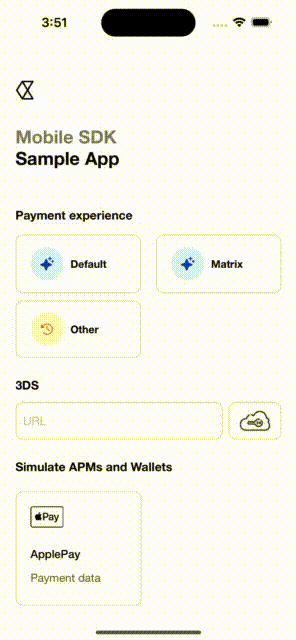 3:51
Mobile SDK
Sample App
Payment experience
Default
Matrix
Other
3DS
URL
Simulate APMs and Wallets
Pay
ApplePay
Payment data